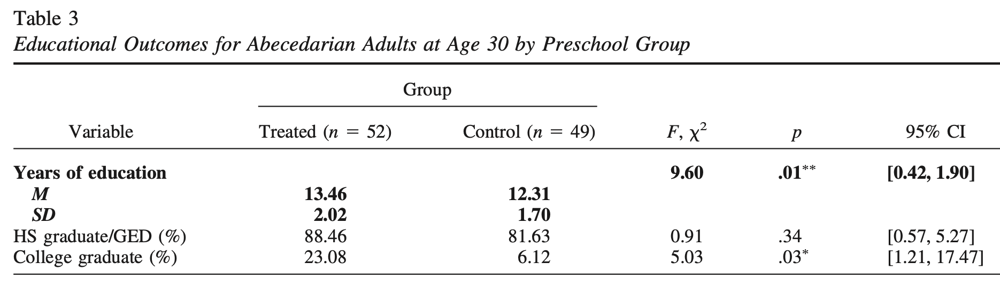 Table 3
Educational Outcomes for Abecedarian Adults at Age 30 by Preschool Group
Group
Variable Treated (n = 52) Control (n = 49) F, χ² p 95% CI
Years of education 9.60 .01** [0.42, 1.90]
M 13.46 12.31
SD 2.02 1.70
HS graduate/GED (%) 88.46 81.63 0.91 .34 [0.57, 5.27]
College graduate (%) 23.08 6.12 5.03 .03* [1.21, 17.47]